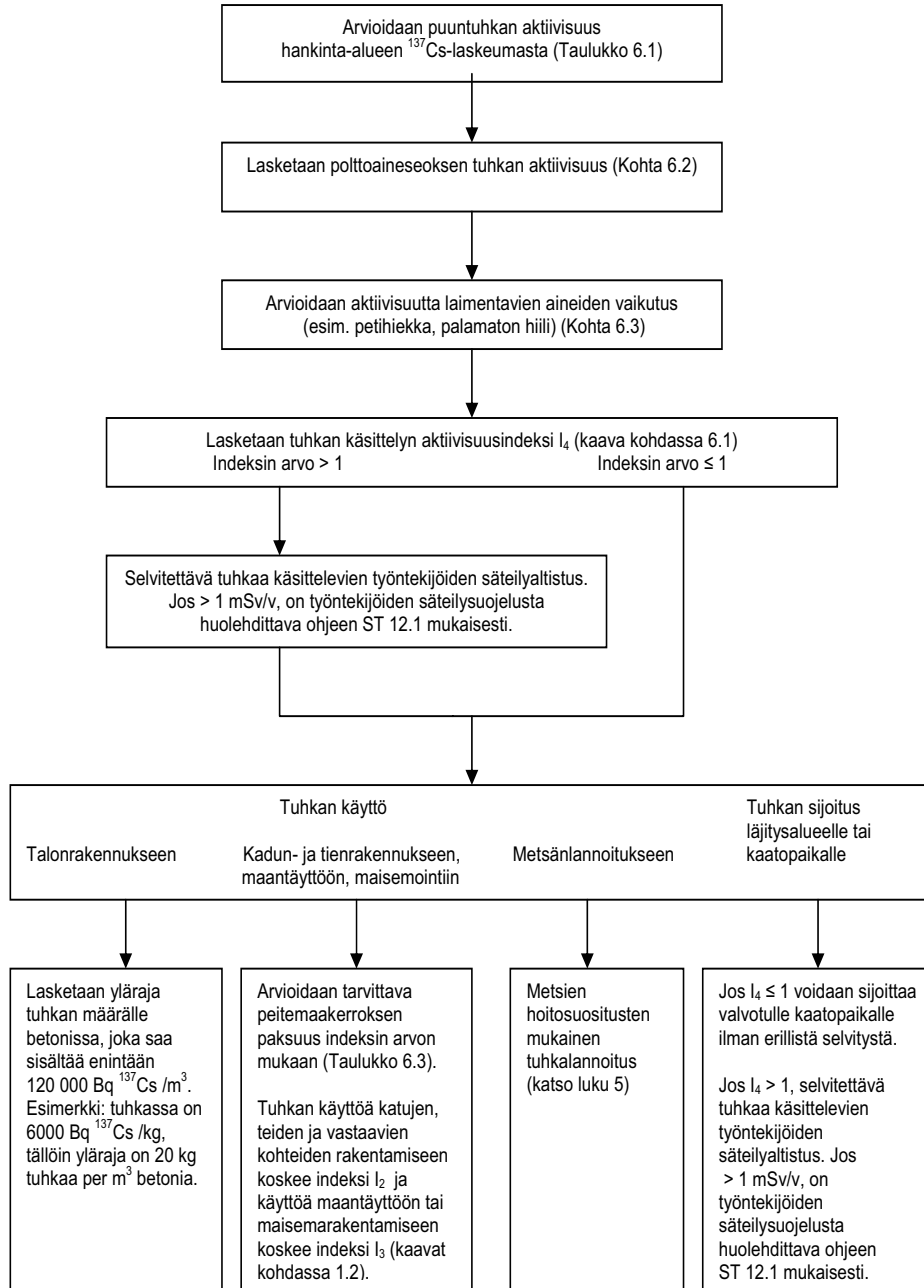 Arvioidaan puuntuhkan aktiivisuus
hankinta-alueen ¹³⁷Cs-laskeumasta (Taulukko 6.1)
Lasketaan polttoaineseoksen tuhkan aktiivisuus (Kohta 6.2)
Arvioidaan aktiivisuutta laimentavien aineiden vaikutus
(esim. petihiekka, palamaton hiili) (Kohta 6.3)
Lasketaan tuhkan käsittelyn aktiivisuusindeksi I₄ (kaava kohdassa 6.1)
Indeksin arvo > 1 Indeksin arvo ≤ 1
Selvitettävä tuhkaa käsittelevien työntekijöiden säteilyaltistus.
Jos > 1 mSv/v, on työntekijöiden säteilysuojelusta
huolehdittava ohjeen ST 12.1 mukaisesti.
Tuhkan käyttö
Talonrakennukseen
Kadun- ja tienrakennukseen,
maantäyttöön, maisemointiin
Metsänlannoitukseen
Tuhkan sijoitus
läjitysalueelle tai
kaatopaikalle
Lasketaan yläraja
tuhkan määrälle
betonissa, joka saa
sisältää enintään
120 000 Bq ¹³⁷Cs /m³.
Esimerkki: tuhkassa on
6000 Bq ¹³⁷Cs /kg,
tällöin yläraja on 20 kg
tuhkaa per m³ betonia.
Arvioidaan tarvittava
peitemaakerroksen
paksuus indeksin arvon
mukaan (Taulukko 6.3).
Tuhkan käyttöä katujen,
teiden ja vastaavien
kohteiden rakentamiseen
koskee indeksi I₂ ja
käyttöä maantäyttöön tai
maisemarakentamiseen
koskee indeksi I₃ (kaavat
kohdassa 1.2).
Metsien
hoitosuositusten
mukainen
tuhkalannoitus
(katso luku 5)
Jos I₄ ≤ 1 voidaan sijoittaa
valvotulle kaatopaikalle
ilman erillistä selvitystä.
Jos I₄ > 1, selvitettävä
tuhkaa käsittelevien
työntekijöiden
säteilyaltistus. Jos
> 1 mSv/v, on
työntekijöiden
säteilysuojelusta
huolehdittava ohjeen
ST 12.1 mukaisesti.